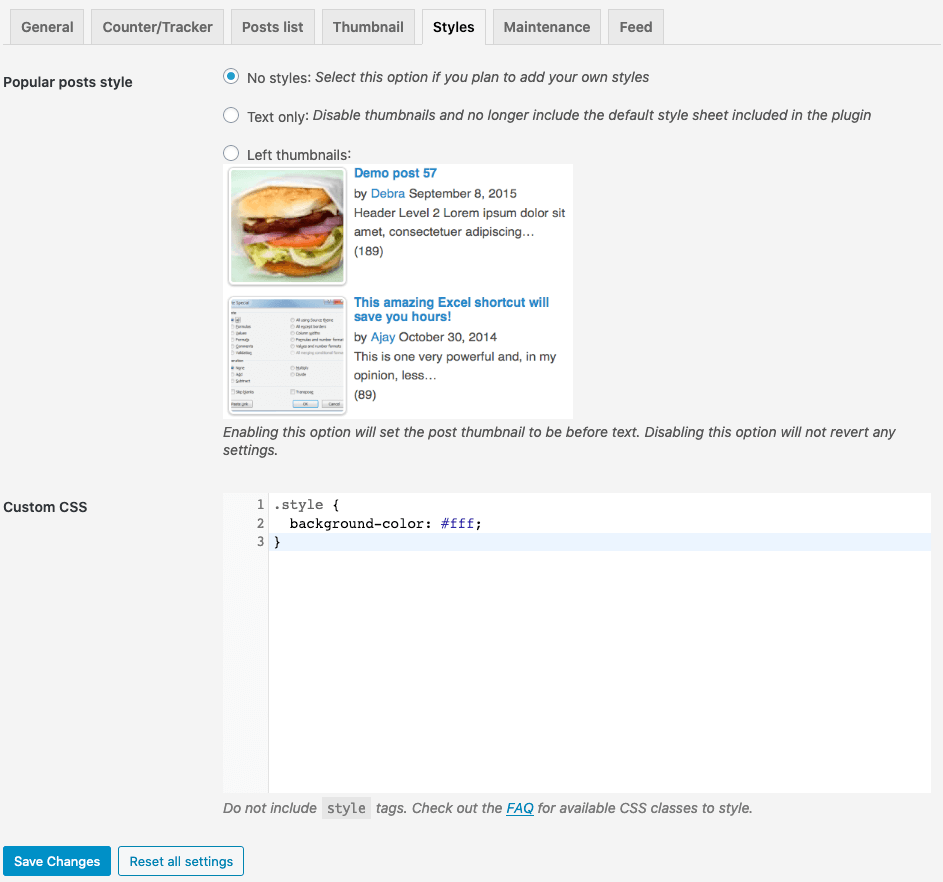 General Counter/Tracker Posts list Thumbnail Styles Maintenance Feed
Popular posts style
No styles: Select this option if you plan to add your own styles
Text only: Disable thumbnails and no longer include the default style sheet included in the plugin
Left thumbnails:
Demo post 57
by Debra September 8, 2015
Header Level 2 Lorem ipsum dolor sit
amet, consectetuer adipiscing…
(189)
This amazing Excel shortcut will
save you hours!
by Ajay October 30, 2014
This is one very powerful and, in my
opinion, less…
(89)
Enabling this option will set the post thumbnail to be before text. Disabling this option will not revert any
settings.
Custom CSS
1 .style {
2 background-color: #fff;
3 }
Do not include style tags. Check out the FAQ for available CSS classes to style.
Save Changes Reset all settings